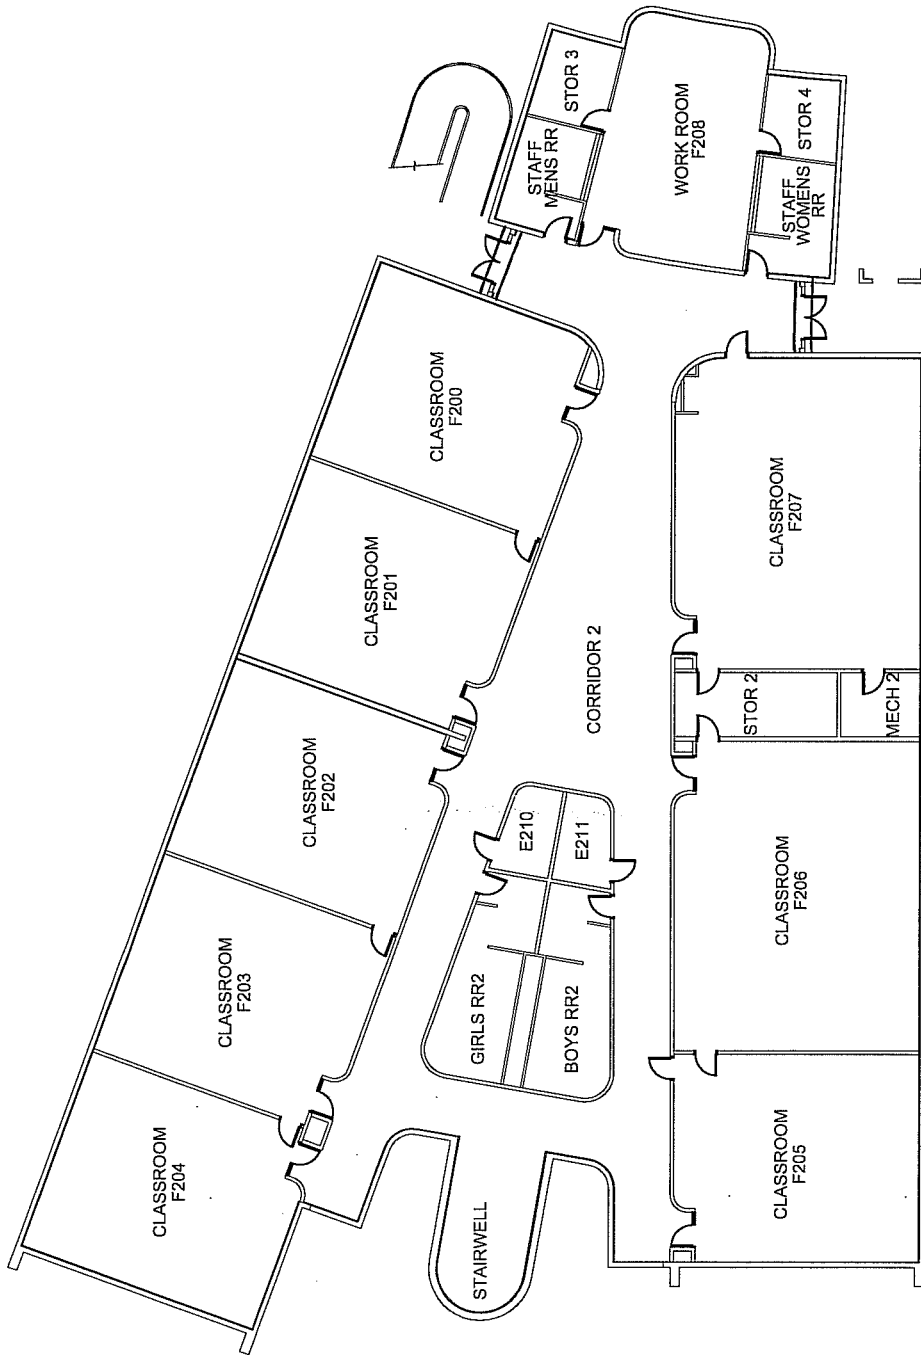 STOR 3
STAFF
MENS RR
WORK ROOM
F208
STOR 4
STAFF
WOMENS
RR
CLASSROOM
F200
CLASSROOM
F201
CLASSROOM
F202
CLASSROOM
F203
CLASSROOM
F204
CORRIDOR 2
E210
E211
GIRLS RR2
BOYS RR2
STAIRWELL
CLASSROOM
F207
STOR 2
MECH 2
CLASSROOM
F206
CLASSROOM
F205